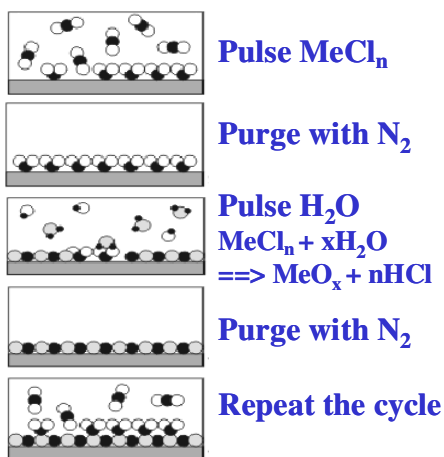 Pulse MeClₙ
Purge with N₂
Pulse H₂O
MeClₙ + xH₂O
==> MeOₓ + nHCl
Purge with N₂
Repeat the cycle